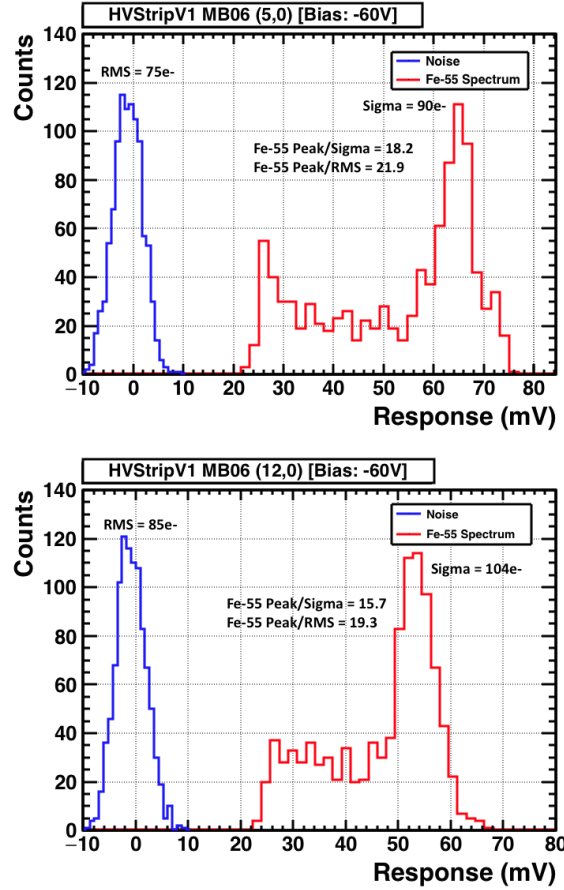 HVStripV1 MB06 (5,0) [Bias: -60V]
Counts
140
120
100
80
60
40
20
0
RMS = 75e-
Noise
Fe-55 Spectrum
Sigma = 90e-
Fe-55 Peak/Sigma = 18.2
Fe-55 Peak/RMS = 21.9
−10 0 10 20 30 40 50 60 70 80
Response (mV)
HVStripV1 MB06 (12,0) [Bias: -60V]
Counts
140
120
100
80
60
40
20
0
RMS = 85e-
Noise
Fe-55 Spectrum
Sigma = 104e-
Fe-55 Peak/Sigma = 15.7
Fe-55 Peak/RMS = 19.3
−10 0 10 20 30 40 50 60 70 80
Response (mV)